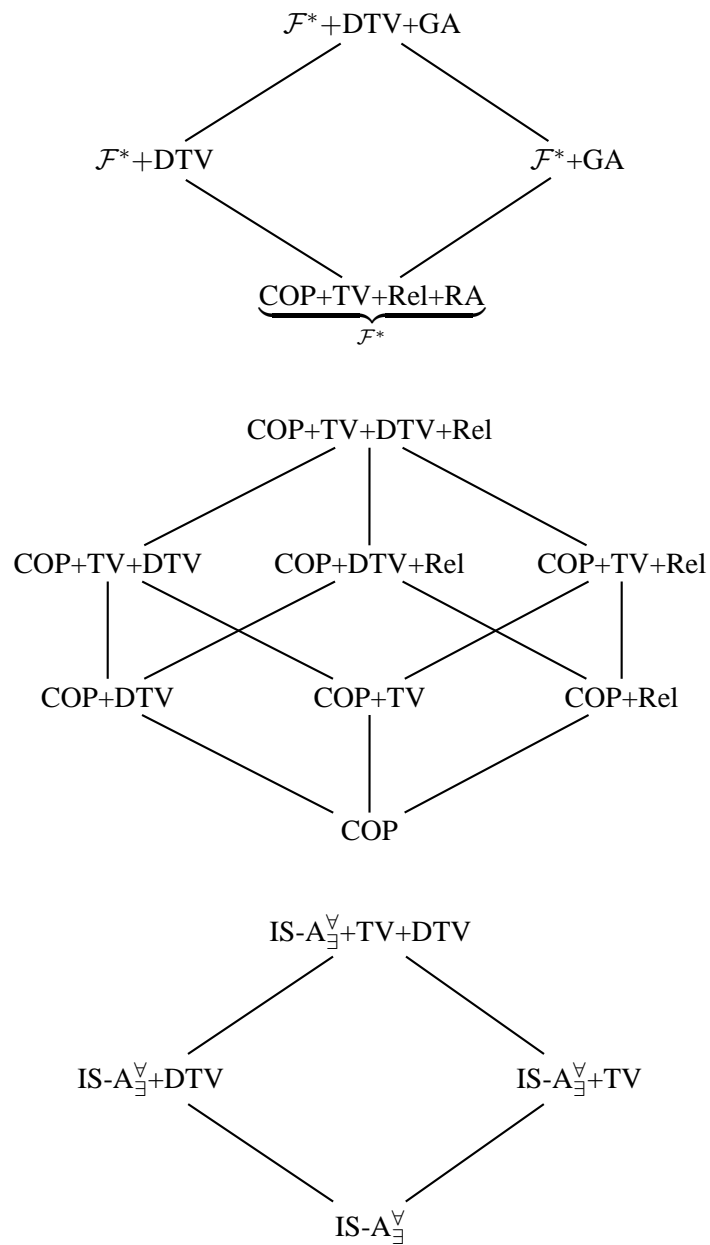 𝓕*+DTV+GA
𝓕*+DTV 𝓕*+GA
COP+TV+Rel+RA
𝓕*
COP+TV+DTV+Rel
COP+TV+DTV COP+DTV+Rel COP+TV+Rel
COP+DTV COP+TV COP+Rel
COP
IS-A∀∃+TV+DTV
IS-A∀∃+DTV IS-A∀∃+TV
IS-A∀∃